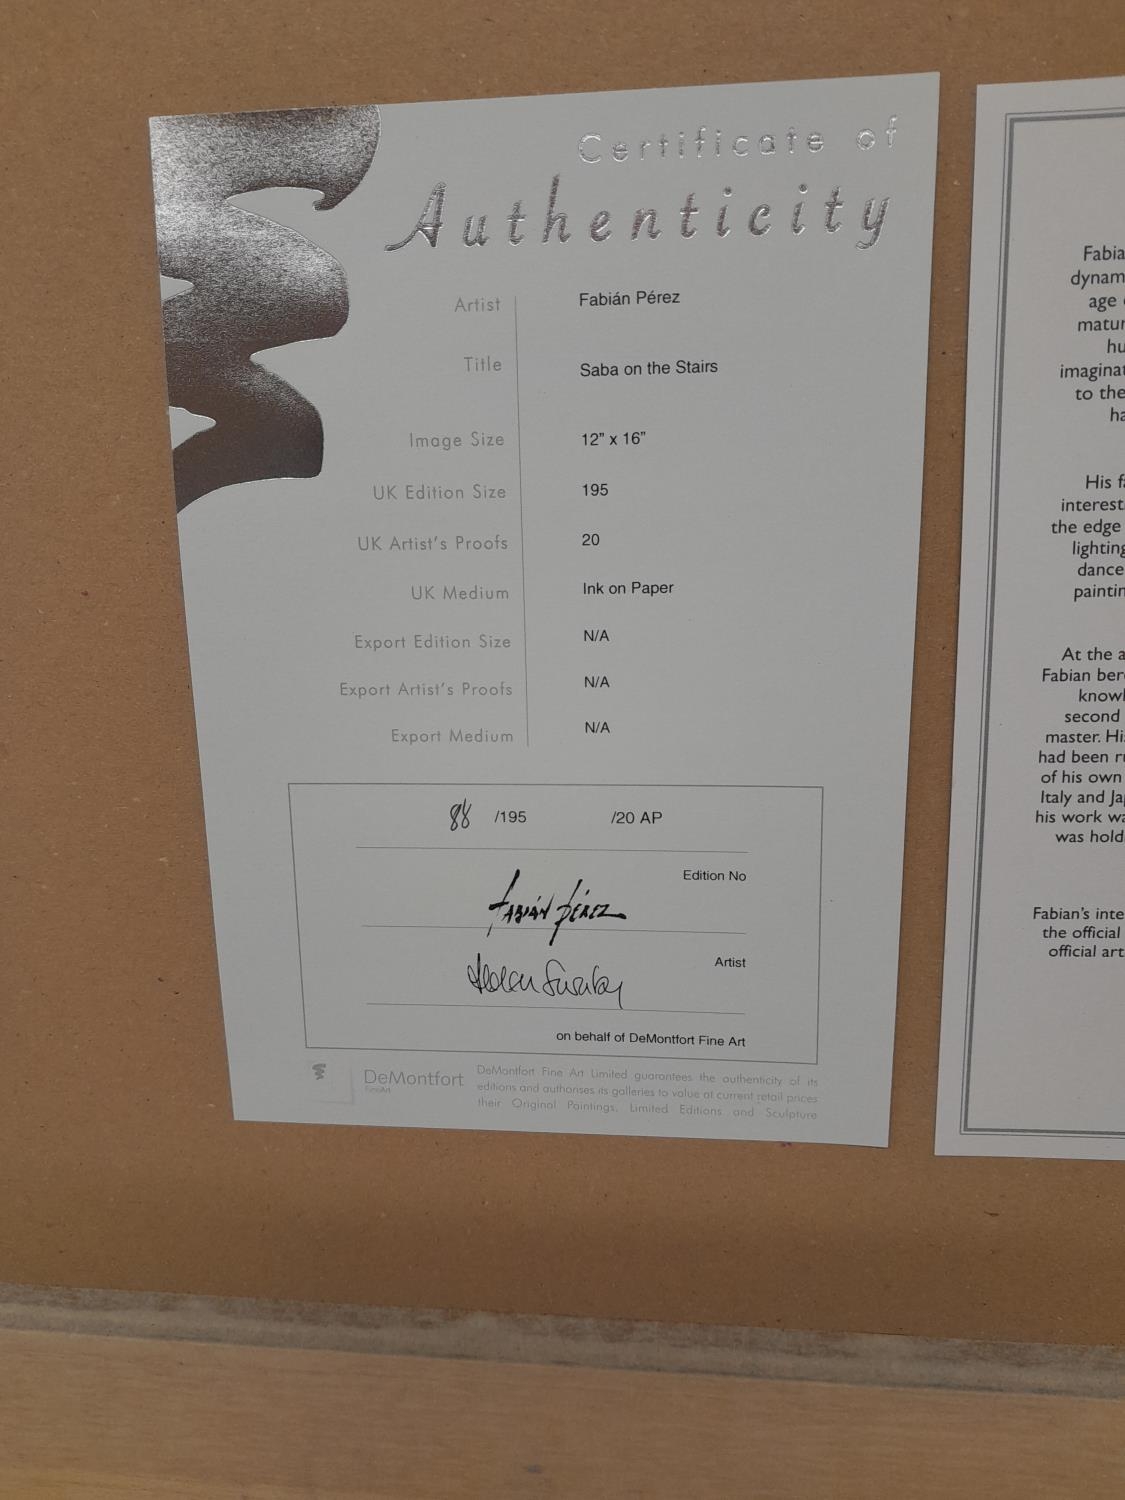 Certificate of
Authenticity
Artist Fabián Pérez
Title Saba on the Stairs
Image Size 12" x 16"
UK Edition Size 195
UK Artist's Proofs 20
UK Medium Ink on Paper
Export Edition Size N/A
Export Artist's Proofs N/A
Export Medium N/A
88 /195 /20 AP
Edition No
FABIÁN PÉREZ
Artist
on behalf of DeMontfort Fine Art
DeMontfort
FineArt
DeMontfort Fine Art Limited guarantees the authenticity of its
editions and authorises its galleries to value at current retail prices
their Original Paintings, Limited Editions and Sculpture
Fabia
dynam
age
matur
hu
imaginat
to the
ha
His fa
interest
the edge
lighting
dance
paintin
At the a
Fabian ber
knowl
second
master. Hi
had been r
of his own
Italy and Ja
his work wa
was hold
Fabian's inte
the official
official art